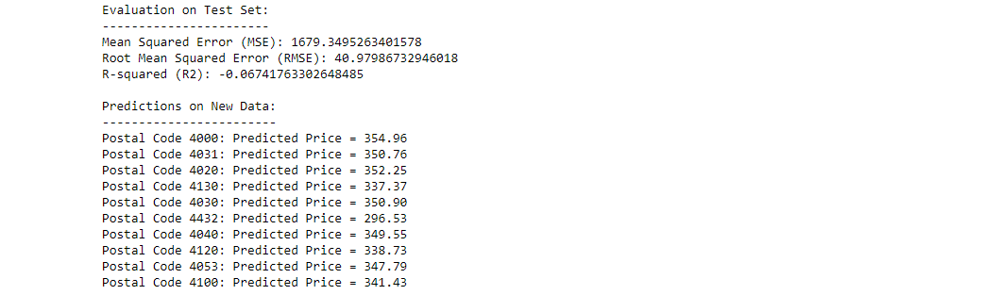 Evaluation on Test Set:
-----------------------
Mean Squared Error (MSE): 1679.3495263401578
Root Mean Squared Error (RMSE): 40.97986732946018
R-squared (R2): -0.06741763302648485

Predictions on New Data:
------------------------
Postal Code 4000: Predicted Price = 354.96
Postal Code 4031: Predicted Price = 350.76
Postal Code 4020: Predicted Price = 352.25
Postal Code 4130: Predicted Price = 337.37
Postal Code 4030: Predicted Price = 350.90
Postal Code 4432: Predicted Price = 296.53
Postal Code 4040: Predicted Price = 349.55
Postal Code 4120: Predicted Price = 338.73
Postal Code 4053: Predicted Price = 347.79
Postal Code 4100: Predicted Price = 341.43